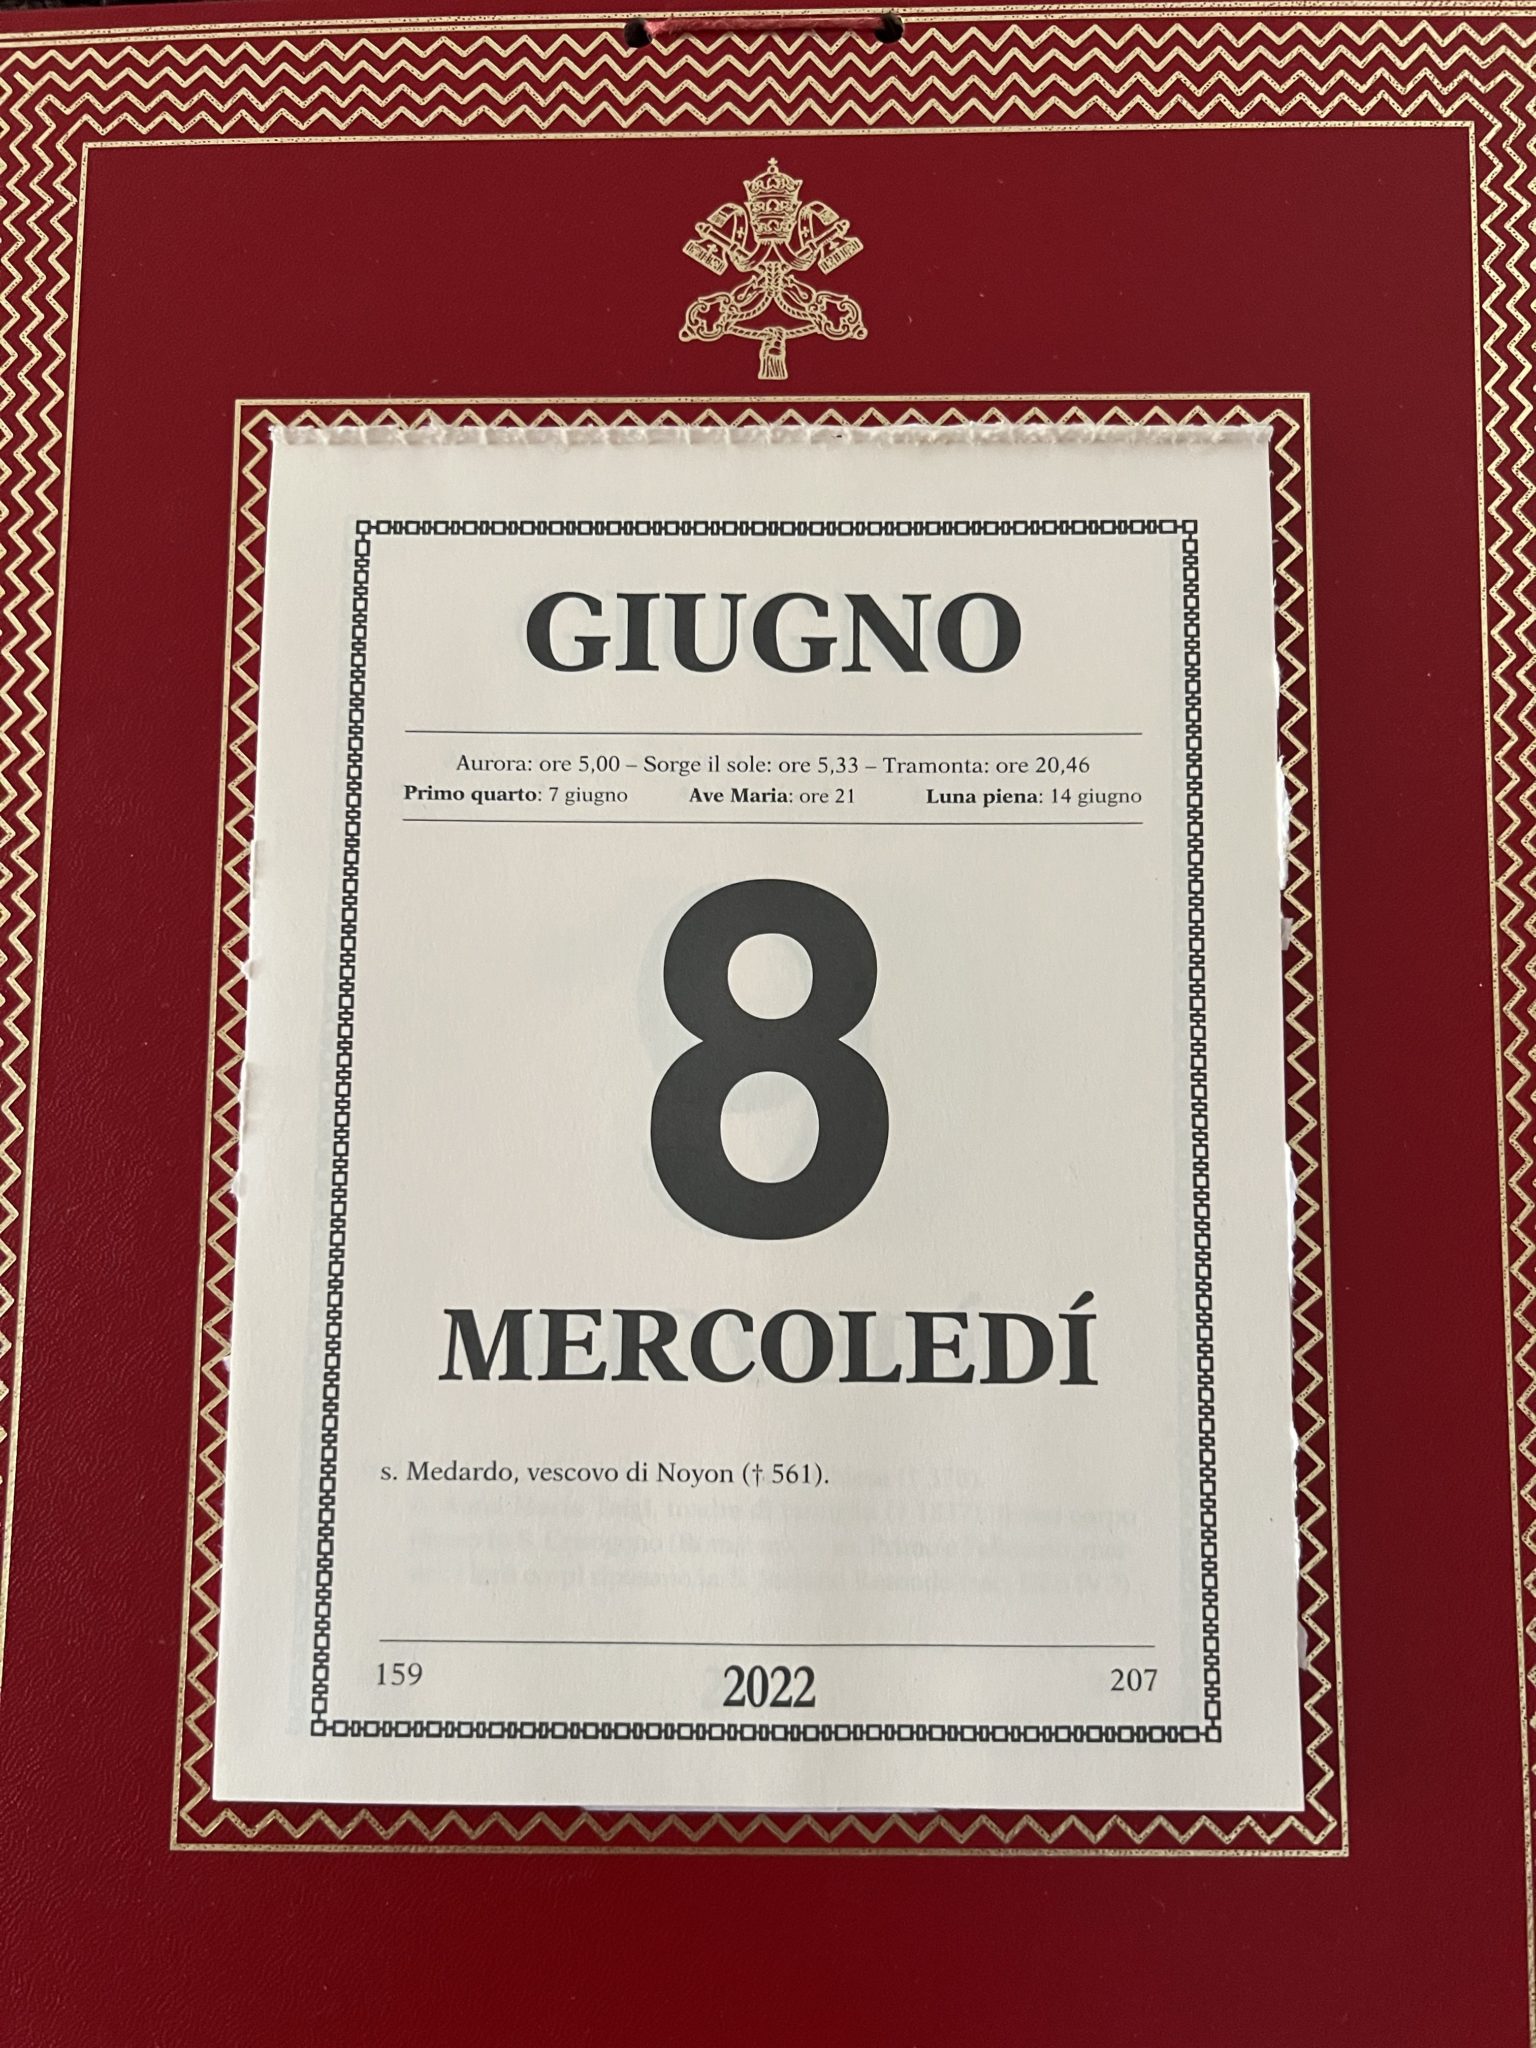 GIUGNO
Aurora: ore 5,00 – Sorge il sole: ore 5,33 – Tramonta: ore 20,46
Primo quarto: 7 giugno Ave Maria: ore 21 Luna piena: 14 giugno
8
MERCOLEDÍ
s. Medardo, vescovo di Noyon († 561).
159 2022 207